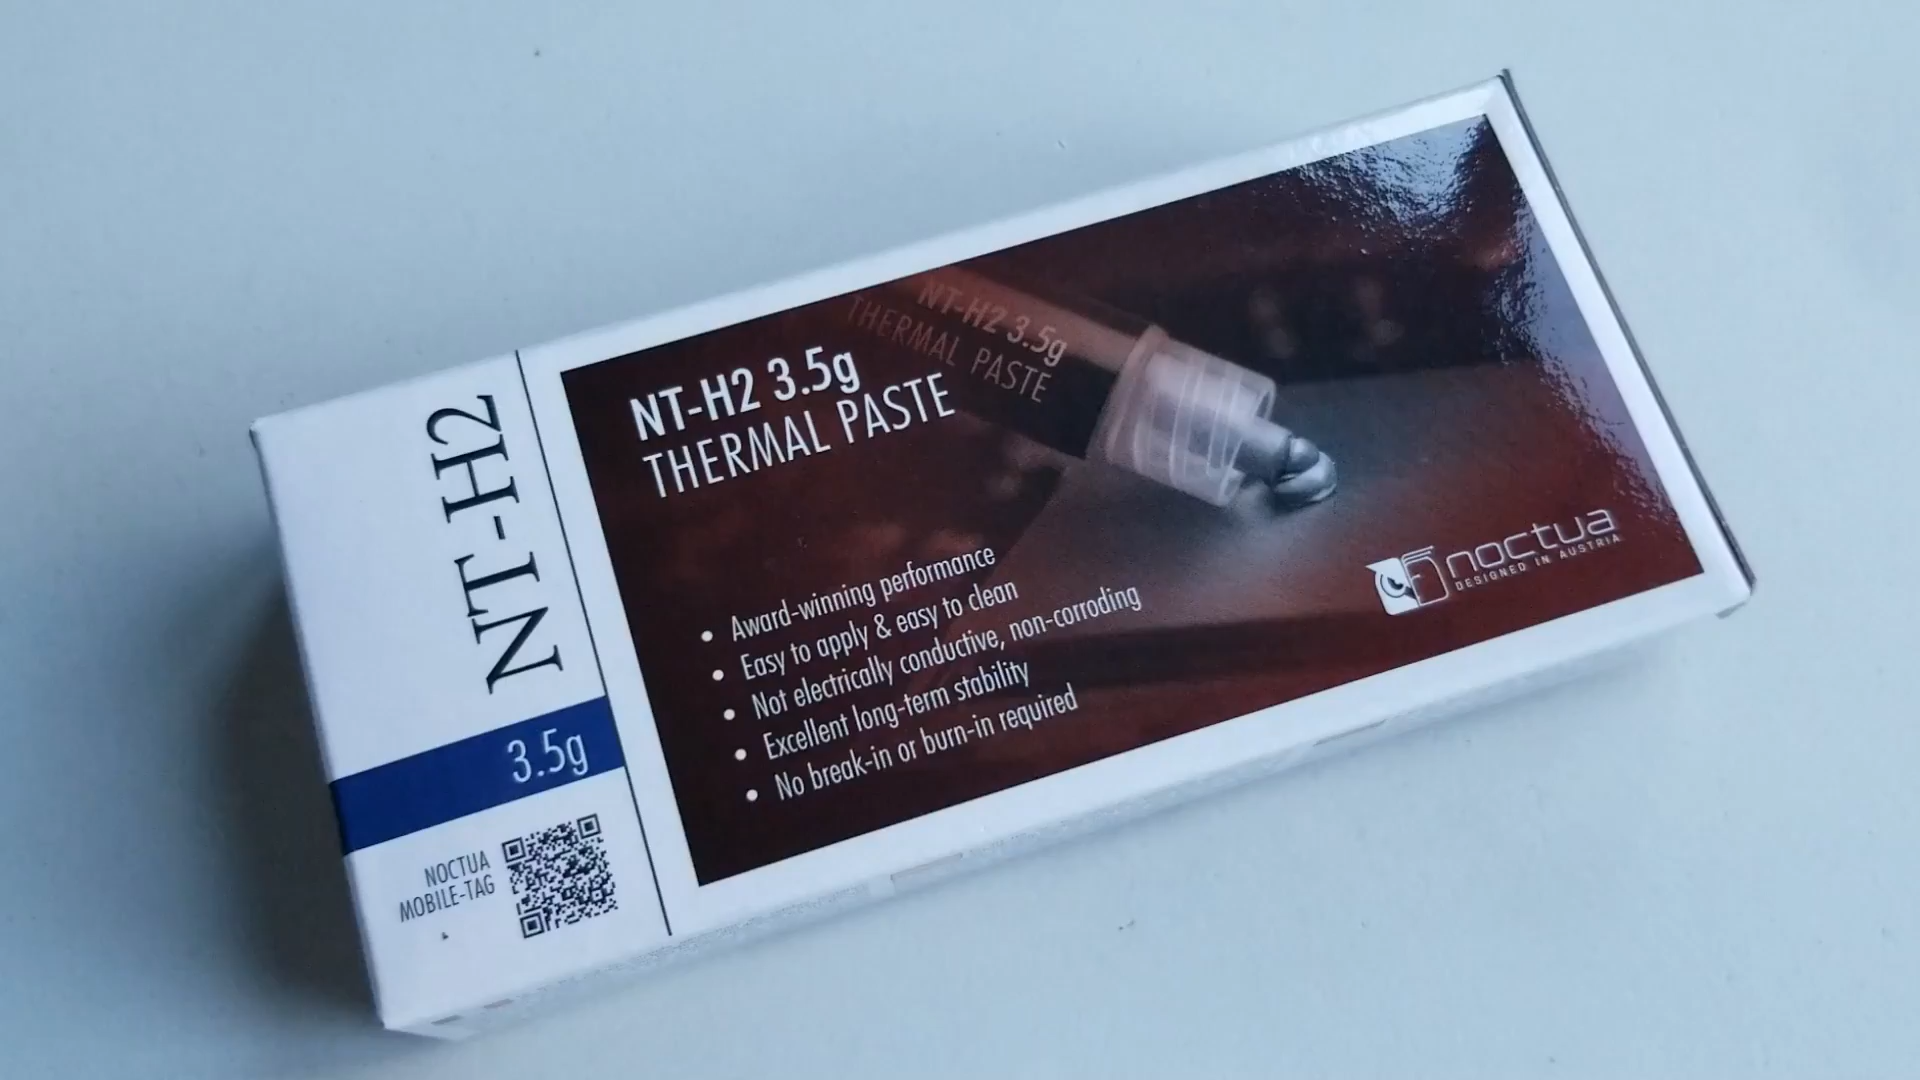 NT-H2
3.5g
NOCTUA
MOBILE-TAG
NT-H2 3.5g
THERMAL PASTE
NT-H2 3.5g
THERMAL PASTE
• Award-winning performance
• Easy to apply & easy to clean
• Not electrically conductive, non-corroding
• Excellent long-term stability
• No break-in or burn-in required
noctua
DESIGNED IN AUSTRIA